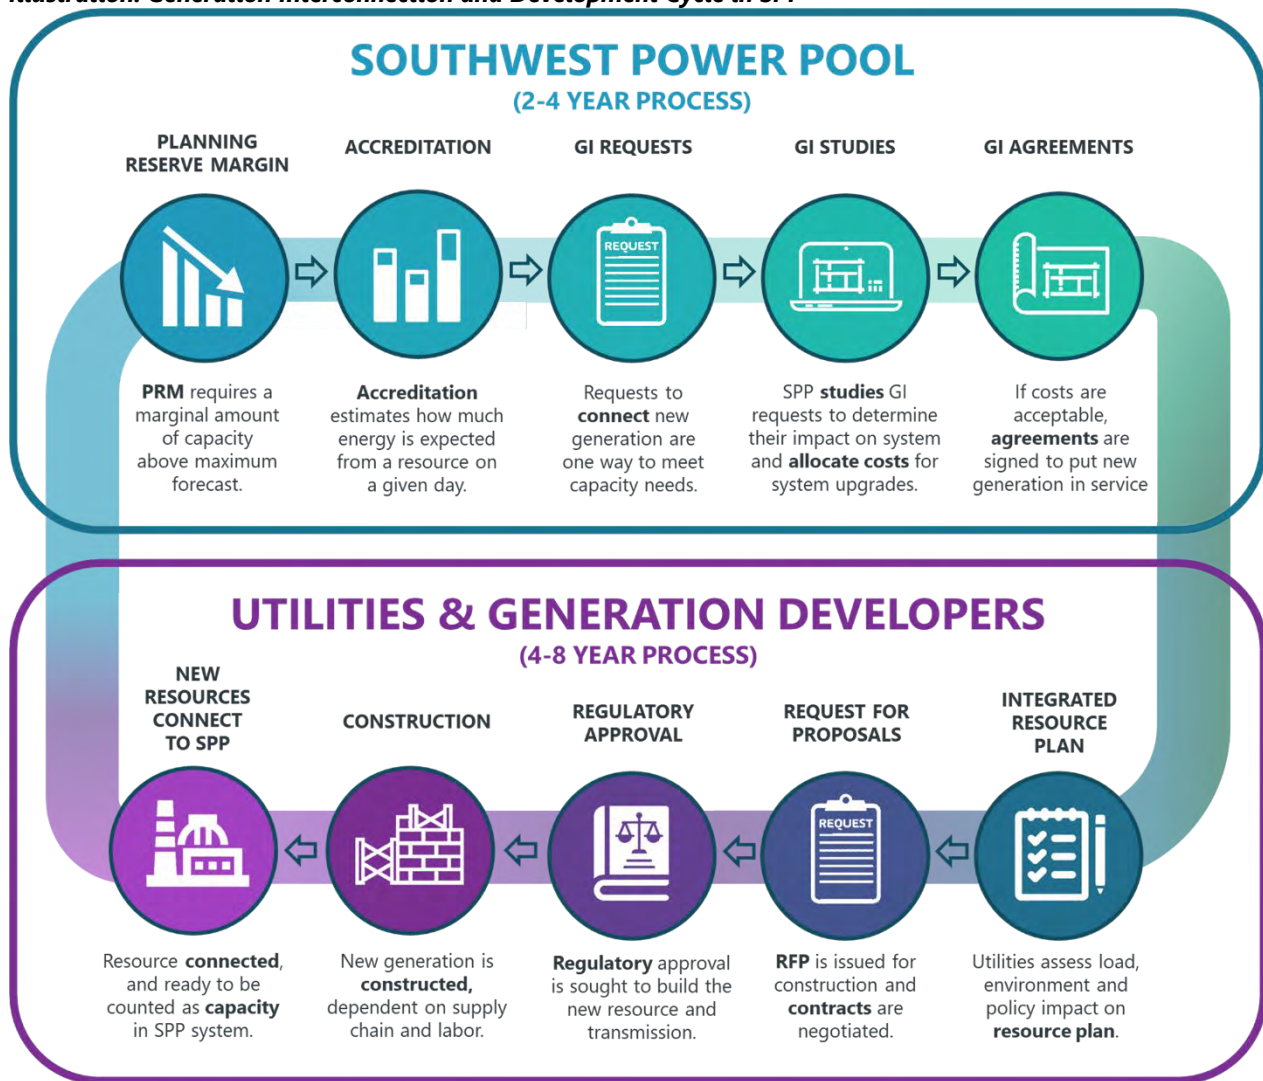 Illustration: Generation Interconnection and Development Cycle in SPP
SOUTHWEST POWER POOL
(2-4 YEAR PROCESS)
PLANNING
RESERVE MARGIN
ACCREDITATION
GI REQUESTS
GI STUDIES
GI AGREEMENTS
REQUEST
PRM requires a
marginal amount
of capacity
above maximum
forecast.
Accreditation
estimates how much
energy is expected
from a resource on
a given day.
Requests to
connect new
generation are
one way to meet
capacity needs.
SPP studies GI
requests to determine
their impact on system
and allocate costs for
system upgrades.
If costs are
acceptable,
agreements are
signed to put new
generation in service
UTILITIES & GENERATION DEVELOPERS
(4-8 YEAR PROCESS)
NEW
RESOURCES
CONNECT
TO SPP
CONSTRUCTION
REGULATORY
APPROVAL
REQUEST FOR
PROPOSALS
INTEGRATED
RESOURCE
PLAN
REQUEST
Resource connected,
and ready to be
counted as capacity
in SPP system.
New generation is
constructed,
dependent on supply
chain and labor.
Regulatory approval
is sought to build the
new resource and
transmission.
RFP is issued for
construction and
contracts are
negotiated.
Utilities assess load,
environment and
policy impact on
resource plan.